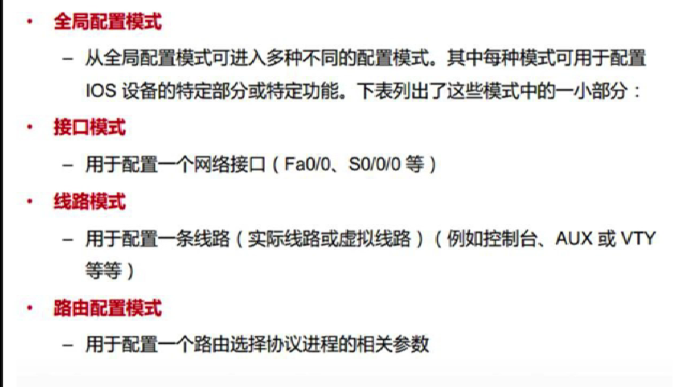 • 全局配置模式
– 从全局配置模式可进入多种不同的配置模式。其中每种模式可用于配置
IOS 设备的特定部分或特定功能。下表列出了这些模式中的一小部分：
• 接口模式
– 用于配置一个网络接口（Fa0/0、S0/0/0 等）
• 线路模式
– 用于配置一条线路（实际线路或虚拟线路）（例如控制台、AUX 或 VTY
等等）
• 路由配置模式
– 用于配置一个路由选择协议进程的相关参数